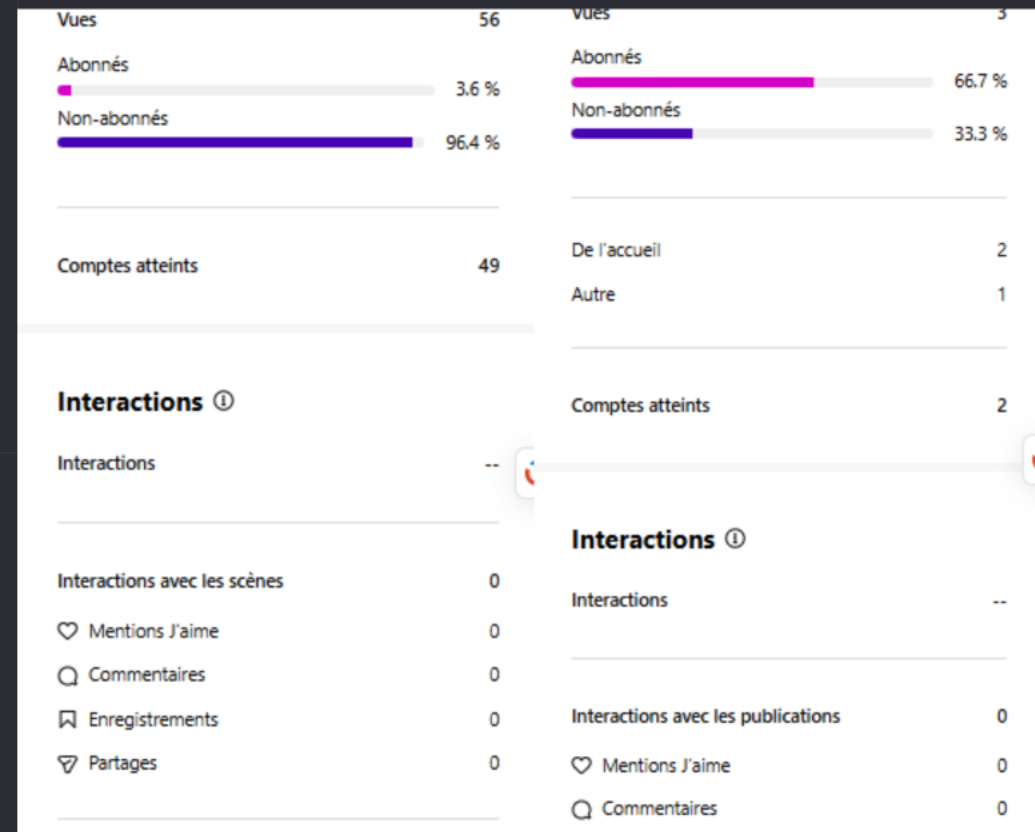 Vues 56
Abonnés
3.6 %
Non-abonnés
96.4 %
Comptes atteints 49
Interactions
Interactions --
Interactions avec les scènes 0
Mentions J'aime 0
Commentaires 0
Enregistrements 0
Partages 0
Vues 3
Abonnés
66.7 %
Non-abonnés
33.3 %
De l'accueil 2
Autre 1
Comptes atteints 2
Interactions
Interactions --
Interactions avec les publications 0
Mentions J'aime 0
Commentaires 0